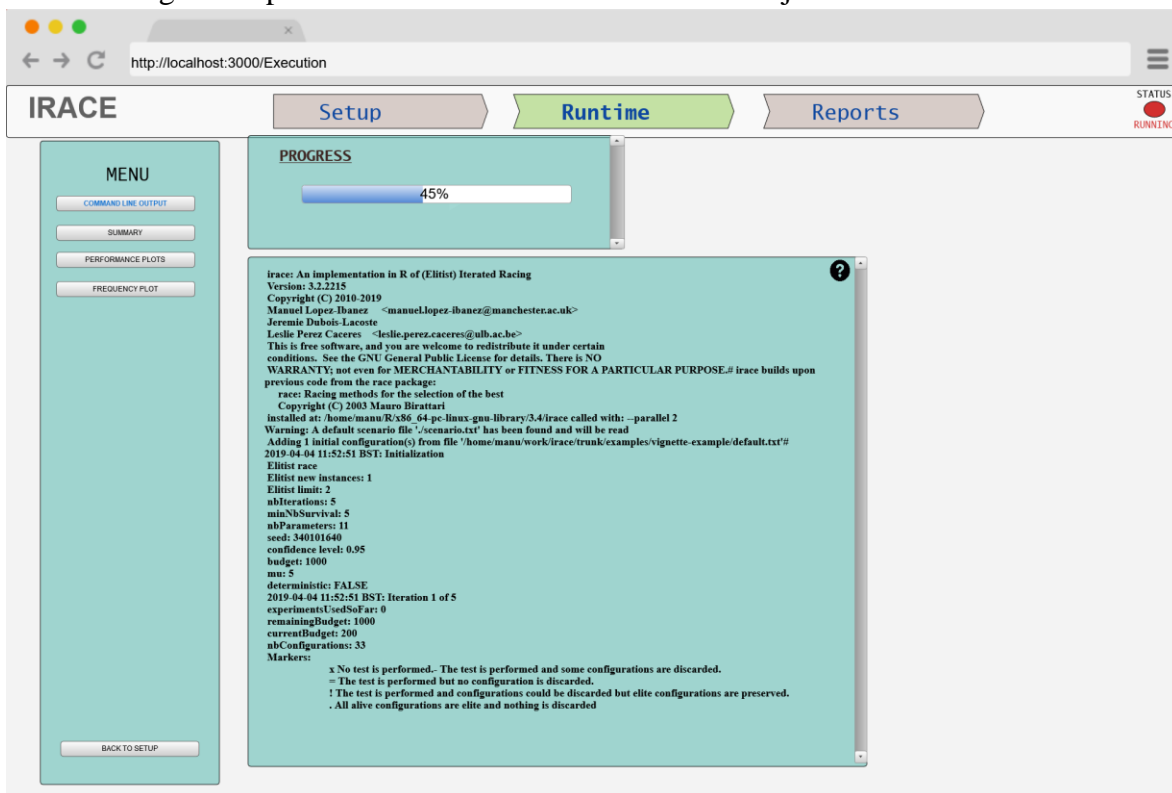 http://localhost:3000/Execution
IRACE
Setup
Runtime
Reports
STATUS
RUNNING
MENU
COMMAND LINE OUTPUT
SUMMARY
PERFORMANCE PLOTS
FREQUENCY PLOT
BACK TO SETUP
PROGRESS
45%
irace: An implementation in R of (Elitist) Iterated Racing
Version: 3.2.2215
Copyright (C) 2010-2019
Manuel Lopez-Ibanez <manuel.lopez-ibanez@manchester.ac.uk>
Jeremie Dubois-Lacoste
Leslie Perez Caceres <leslie.perez.caceres@ulb.ac.be>
This is free software, and you are welcome to redistribute it under certain
conditions. See the GNU General Public License for details. There is NO
WARRANTY; not even for MERCHANTABILITY or FITNESS FOR A PARTICULAR PURPOSE.# irace builds upon
previous code from the race package:
race: Racing methods for the selection of the best
Copyright (C) 2003 Mauro Birattari
installed at: /home/manu/R/x86_64-pc-linux-gnu-library/3.4/irace called with: --parallel 2
Warning: A default scenario file './scenario.txt' has been found and will be read
Adding 1 initial configuration(s) from file '/home/manu/work/irace/trunk/examples/vignette-example/default.txt'#
2019-04-04 11:52:51 BST: Initialization
Elitist race
Elitist new instances: 1
Elitist limit: 2
nbIterations: 5
minNbSurvival: 5
nbParameters: 11
seed: 340101640
confidence level: 0.95
budget: 1000
mu: 5
deterministic: FALSE
2019-04-04 11:52:51 BST: Iteration 1 of 5
experimentsUsedSoFar: 0
remainingBudget: 1000
currentBudget: 200
nbConfigurations: 33
Markers:
x No test is performed.- The test is performed and some configurations are discarded.
= The test is performed but no configuration is discarded.
! The test is performed and configurations could be discarded but elite configurations are preserved.
. All alive configurations are elite and nothing is discarded